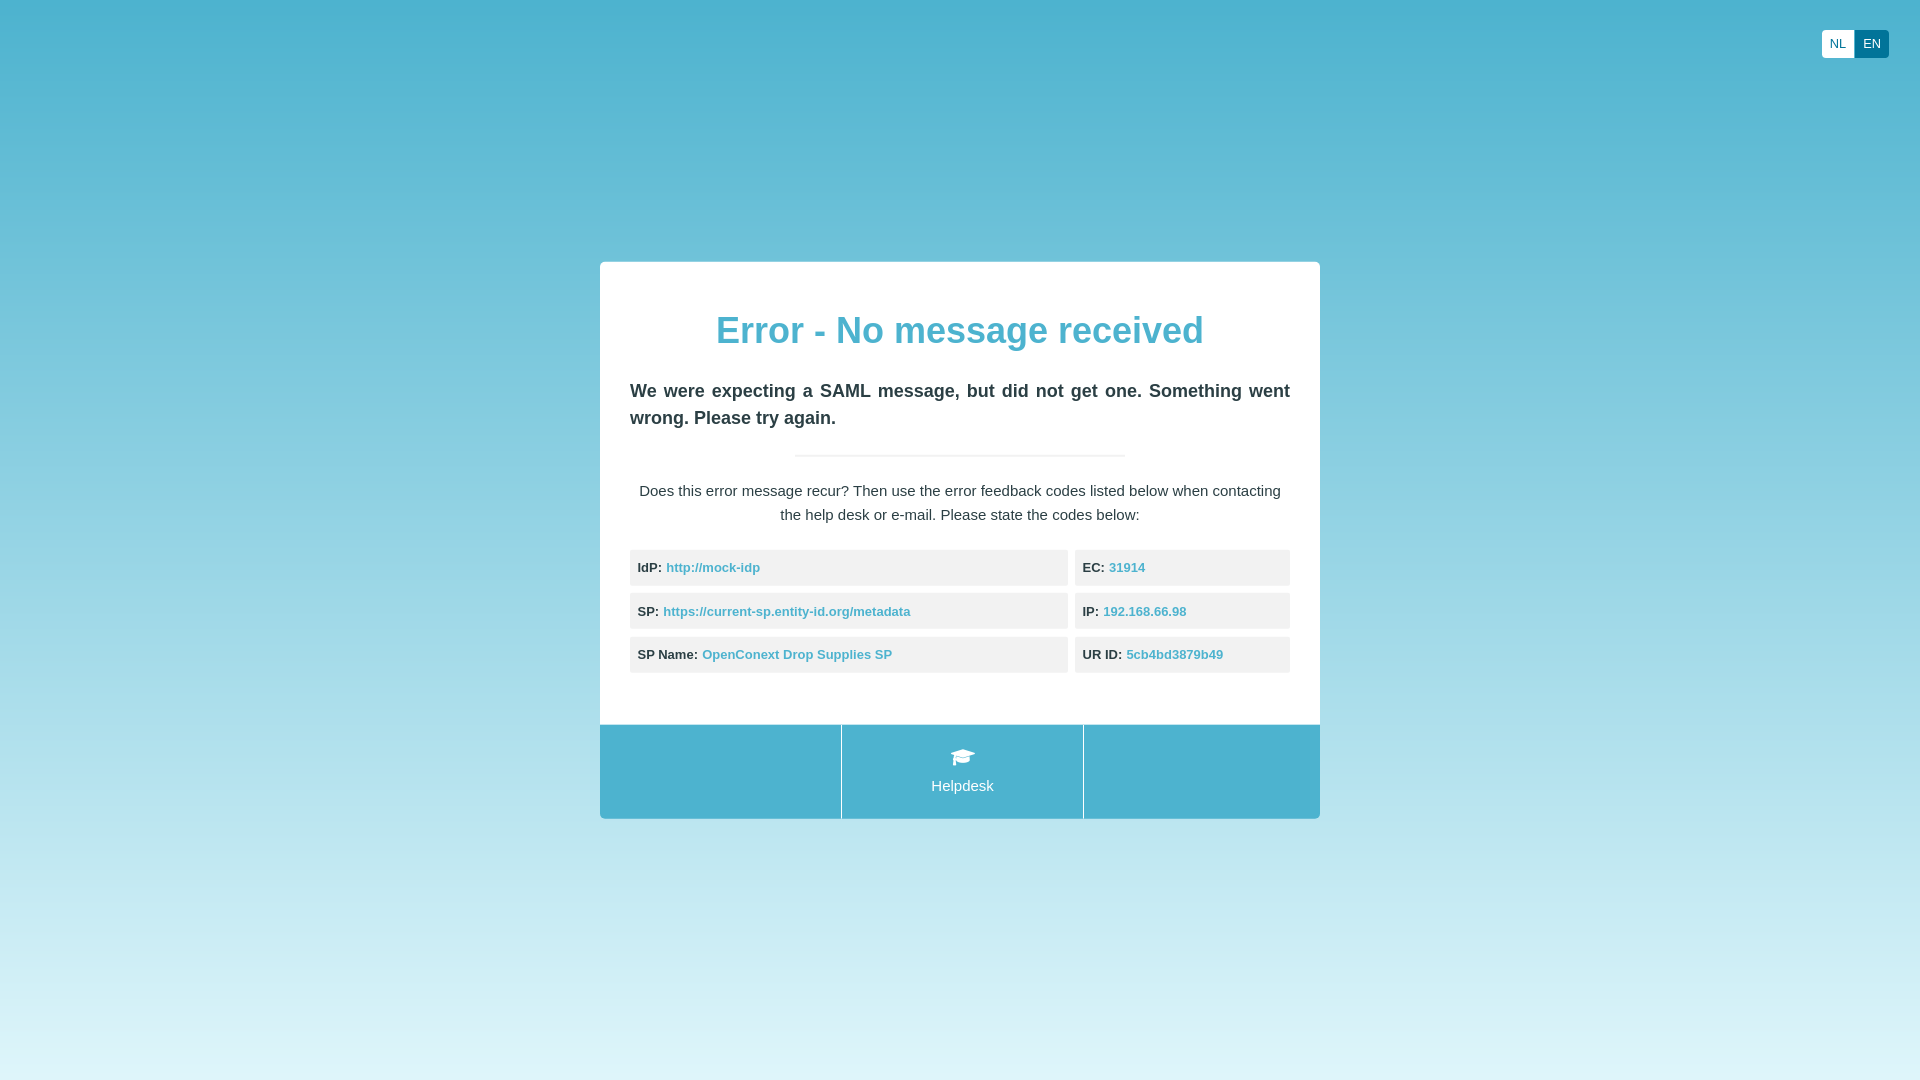 NL EN
Error - No message received
We were expecting a SAML message, but did not get one. Something went
wrong. Please try again.
Does this error message recur? Then use the error feedback codes listed below when contacting
the help desk or e-mail. Please state the codes below:
IdP: http://mock-idp
EC: 31914
SP: https://current-sp.entity-id.org/metadata
IP: 192.168.66.98
SP Name: OpenConext Drop Supplies SP
UR ID: 5cb4bd3879b49
Helpdesk